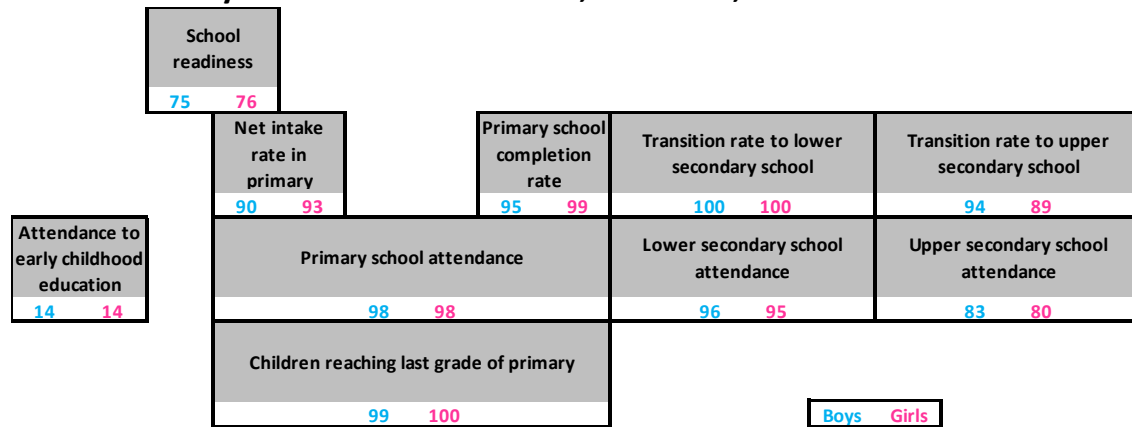 School
readiness
75 76
Net intake
rate in
primary
90 93
Primary school
completion
rate
95 99
Transition rate to lower
secondary school
100 100
Transition rate to upper
secondary school
94 89
Attendance to
early childhood
education
14 14
Primary school attendance
98 98
Lower secondary school
attendance
96 95
Upper secondary school
attendance
83 80
Children reaching last grade of primary
99 100
Boys Girls